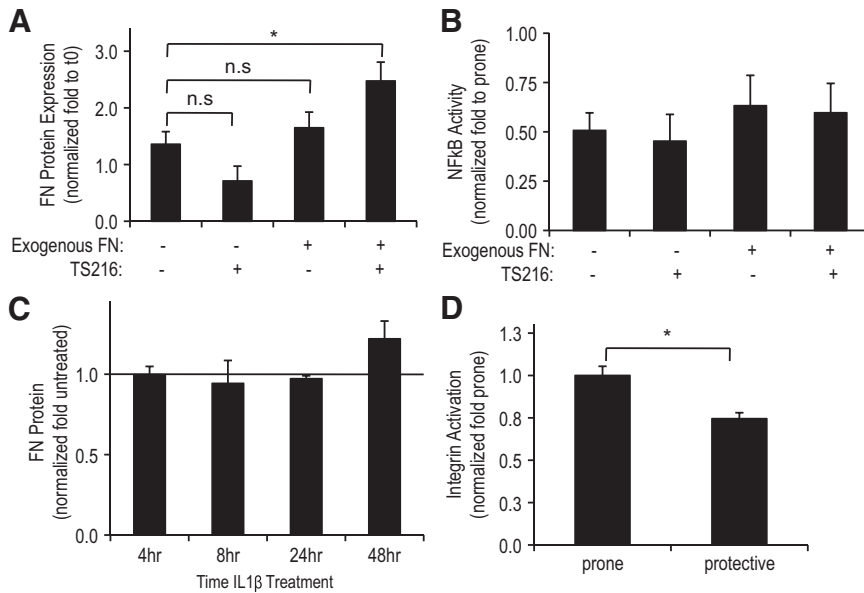 A
FN Protein Expression
(normalized fold to t0)
3.0
2.0
1.0
0.0
*
n.s
n.s
Exogenous FN: - - + +
TS216: - + - +
B
NFkB Activity
(normalized fold to prone)
1.00
0.75
0.50
0.25
0.00
Exogenous FN: - - + +
TS216: - + - +
C
FN Protein
(normalized fold untreated)
1.0
0.5
0.0
4hr 8hr 24hr 48hr
Time IL1β Treatment
D
Integrin Activation
(normalized fold prone)
1.3
1.0
0.8
0.5
0.3
0.0
*
prone protective